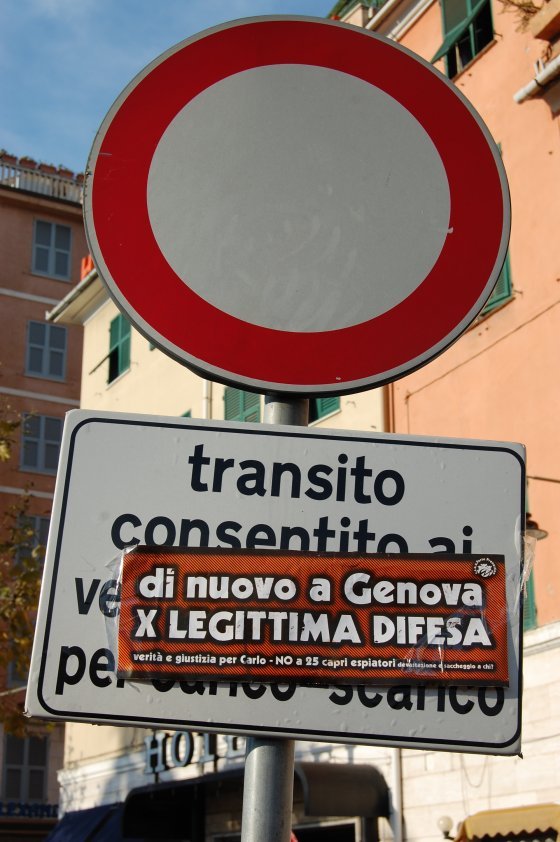 transito
consentito ai
ve
di nuovo a Genova
X LEGITTIMA DIFESA
verità e giustizia per Carlo - NO a 25 capri espiatori devastazione e saccheggio a chi?
per carico scarico
HOTEL